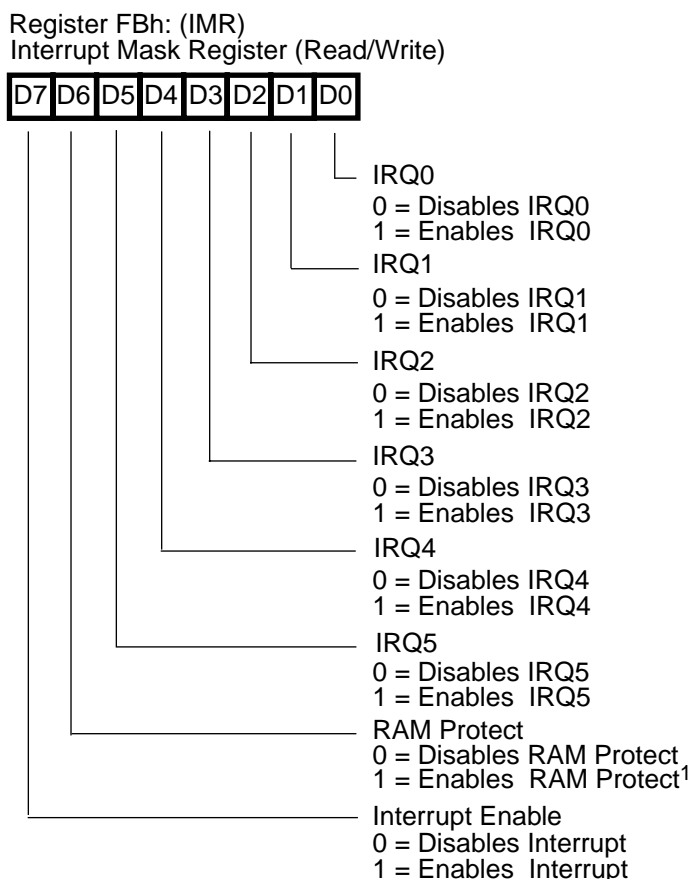 Register FBh: (IMR)
Interrupt Mask Register (Read/Write)
D7 D6 D5 D4 D3 D2 D1 D0
IRQ0
0 = Disables IRQ0
1 = Enables IRQ0
IRQ1
0 = Disables IRQ1
1 = Enables IRQ1
IRQ2
0 = Disables IRQ2
1 = Enables IRQ2
IRQ3
0 = Disables IRQ3
1 = Enables IRQ3
IRQ4
0 = Disables IRQ4
1 = Enables IRQ4
IRQ5
0 = Disables IRQ5
1 = Enables IRQ5
RAM Protect
0 = Disables RAM Protect
1 = Enables RAM Protect¹
Interrupt Enable
0 = Disables Interrupt
1 = Enables Interrupt